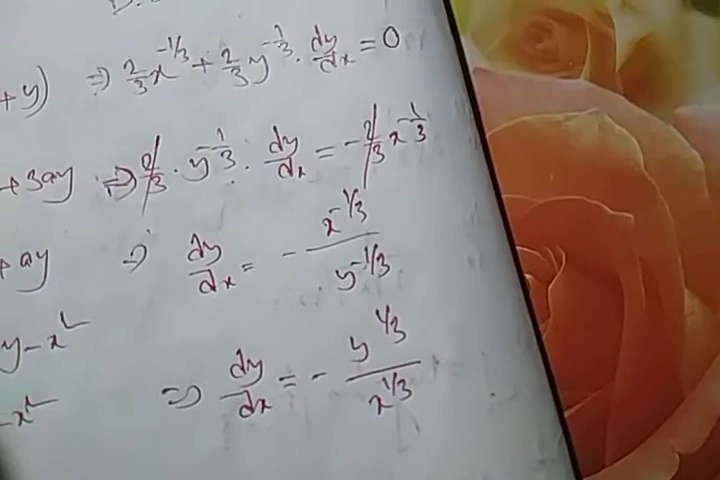 + y) ⇒ 2/3 x^{-1/3} + 2/3 y^{-1/3} · dy/dx = 0
+ 3ay ⇒ 2/3 · y^{-1/3} · dy/dx = - 2/3 x^{-1/3}
+ ay ⇒ dy/dx = - x^{-1/3} / y^{-1/3}
y - x²
⇒ dy/dx = - y^{1/3} / x^{1/3}
- x²